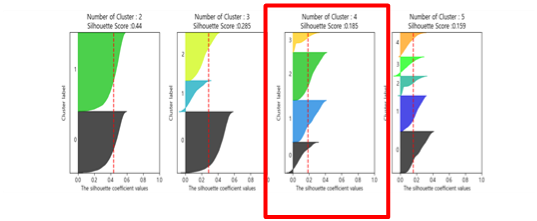 Number of Cluster : 2
Silhouette Score :0.44
Cluster label
1
0
0.0 0.2 0.4 0.6 0.8 1.0
The silhouette coefficient values
Number of Cluster : 3
Silhouette Score :0.285
Cluster label
2
1
0
0.0 0.2 0.4 0.6 0.8 1.0
The silhouette coefficient values
Number of Cluster : 4
Silhouette Score :0.185
Cluster label
3
2
1
0
0.0 0.2 0.4 0.6 0.8 1.0
The silhouette coefficient values
Number of Cluster : 5
Silhouette Score :0.159
Cluster label
4
3
2
1
0
0.0 0.2 0.4 0.6 0.8 1.0
The silhouette coefficient values